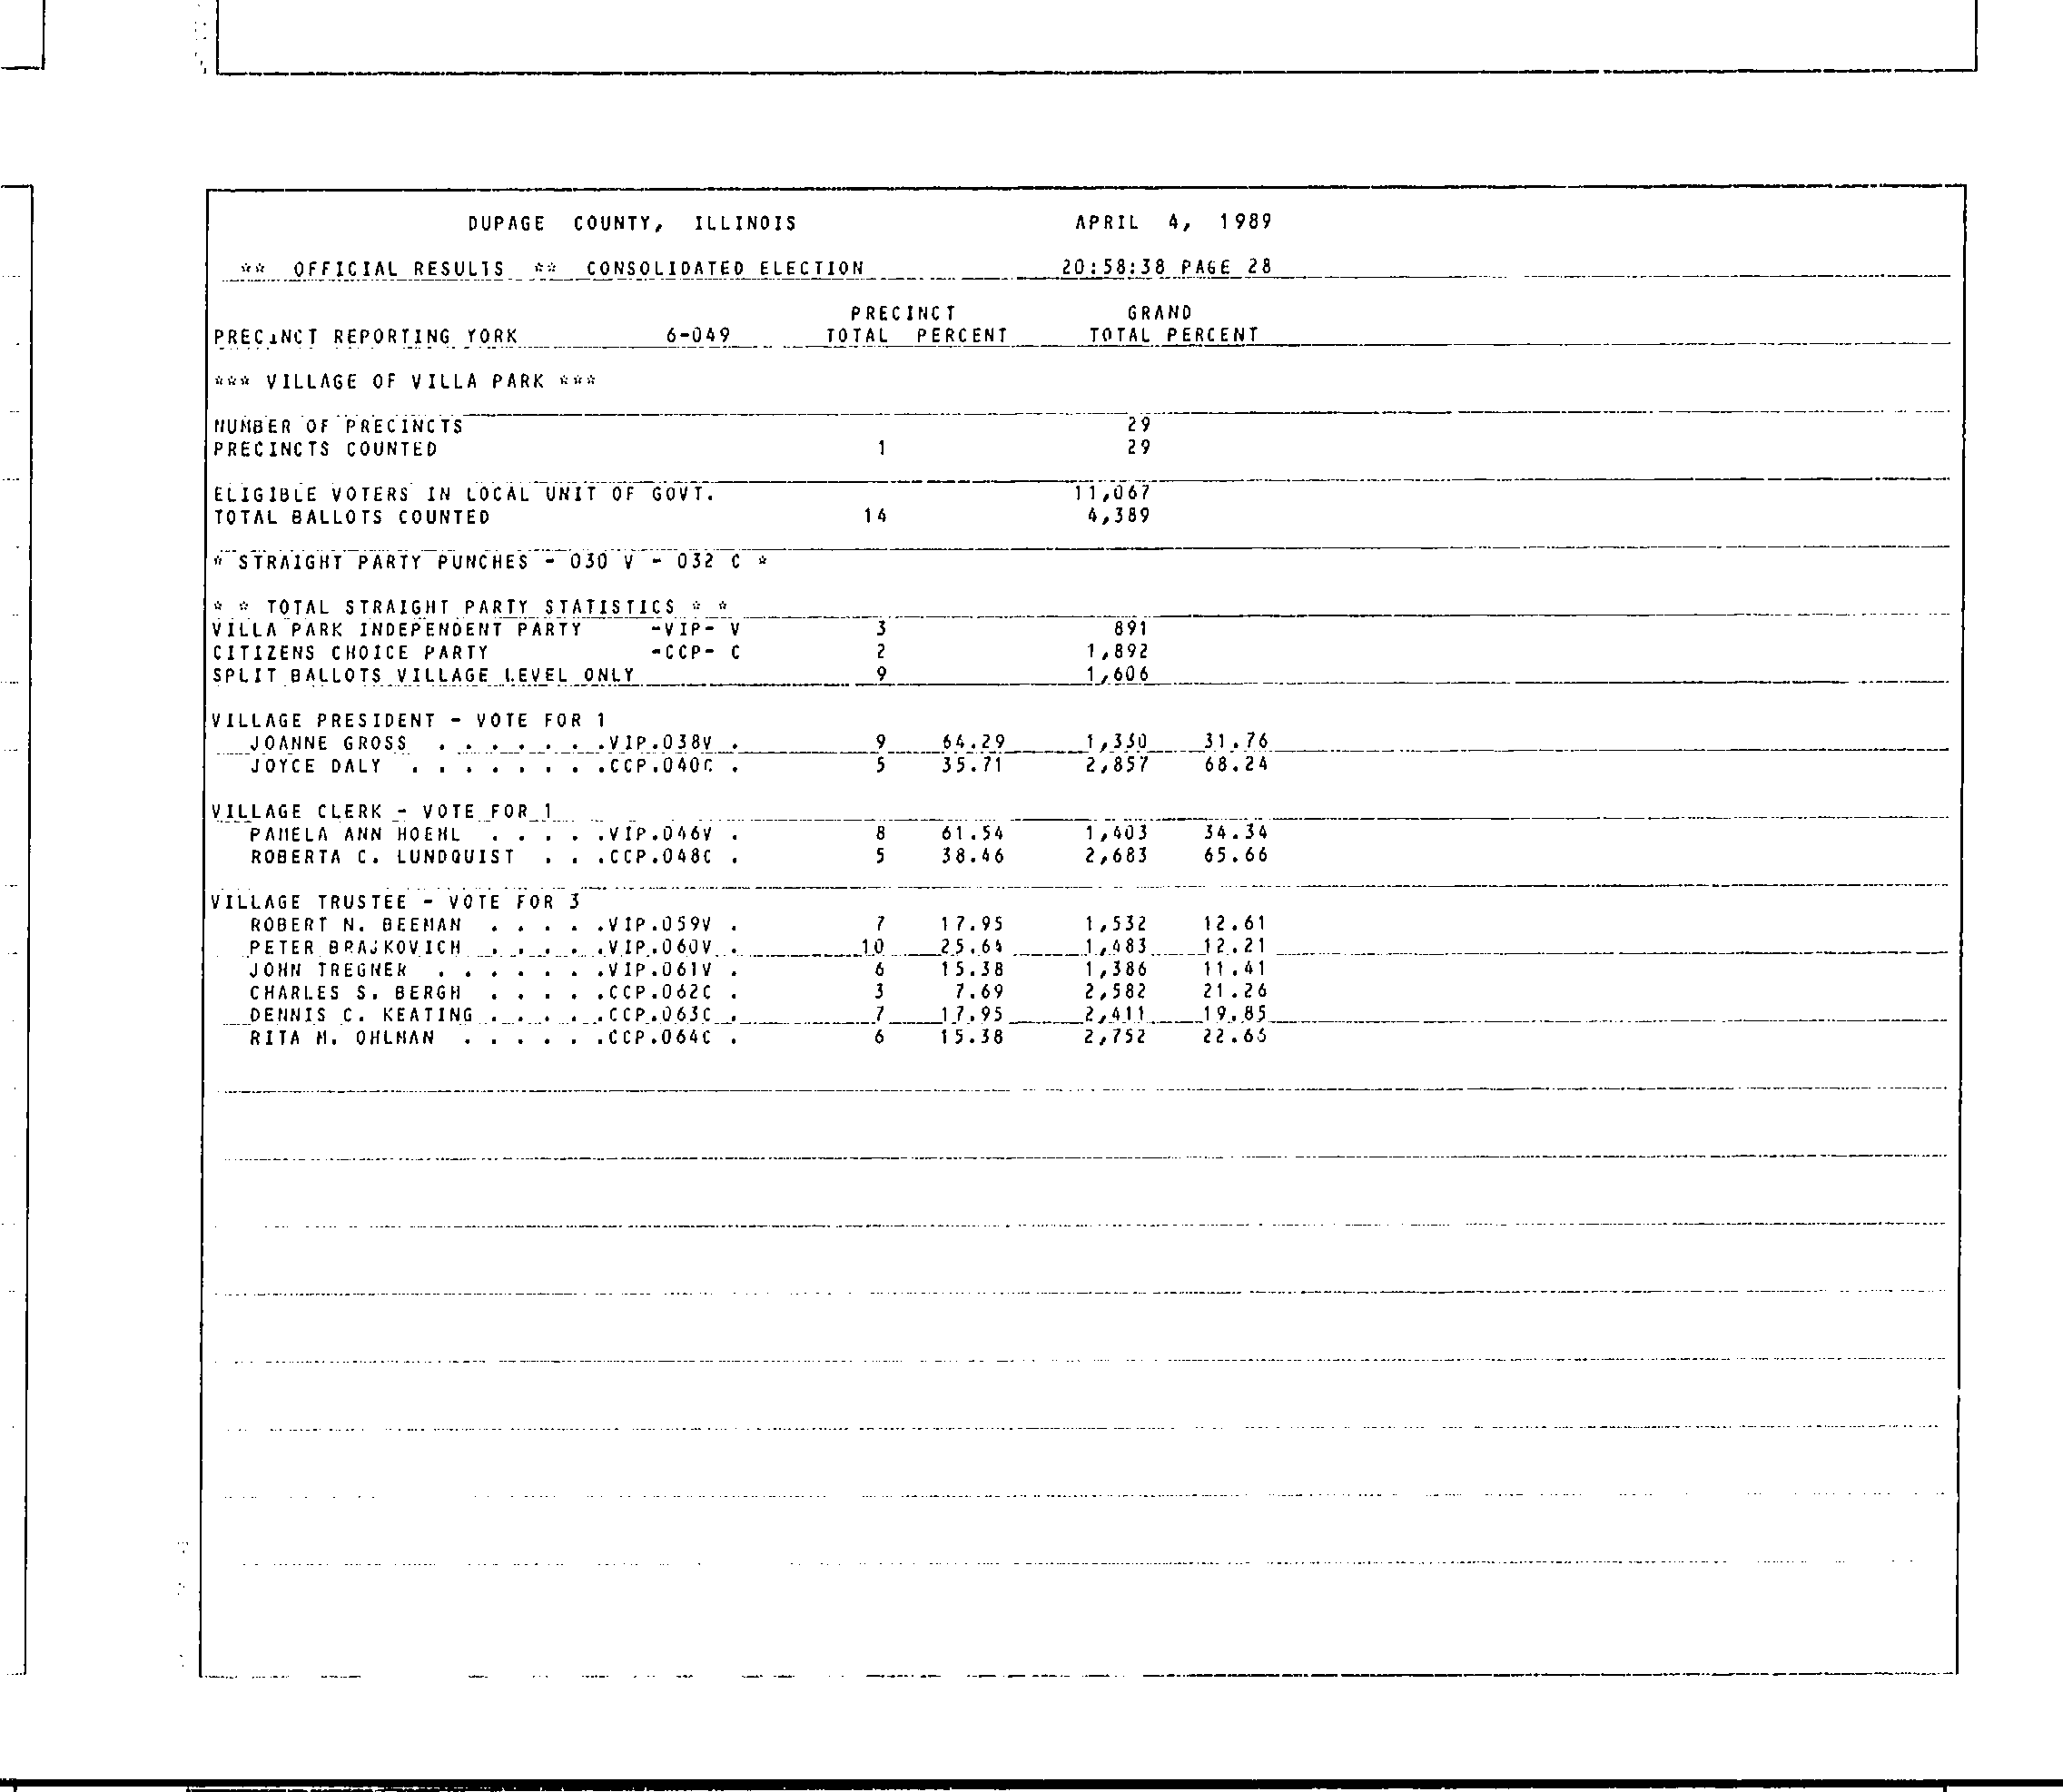 DUPAGE COUNTY, ILLINOIS APRIL 4, 1989
** OFFICIAL RESULTS ** CONSOLIDATED ELECTION 20:58:38 PAGE 28
PRECINCT GRAND
PRECINCT REPORTING YORK 6-049 TOTAL PERCENT TOTAL PERCENT
*** VILLAGE OF VILLA PARK ***
NUMBER OF PRECINCTS 29
PRECINCTS COUNTED 1 29
ELIGIBLE VOTERS IN LOCAL UNIT OF GOVT. 11,067
TOTAL BALLOTS COUNTED 14 4,389
* STRAIGHT PARTY PUNCHES - 030 V - 032 C *
* * TOTAL STRAIGHT PARTY STATISTICS * *
VILLA PARK INDEPENDENT PARTY -VIP- V 3 891
CITIZENS CHOICE PARTY -CCP- C 2 1,892
SPLIT BALLOTS VILLAGE LEVEL ONLY 9 1,606
VILLAGE PRESIDENT - VOTE FOR 1
JOANNE GROSS . . . . . . .VIP.038V . 9 64.29 1,330 31.76
JOYCE DALY . . . . . . . .CCP.040C . 5 35.71 2,857 68.24
VILLAGE CLERK - VOTE FOR 1
PAMELA ANN HOEHL . . . . .VIP.046V . 8 61.54 1,403 34.34
ROBERTA C. LUNDQUIST . . .CCP.048C . 5 38.46 2,683 65.66
VILLAGE TRUSTEE - VOTE FOR 3
ROBERT N. BEEMAN . . . . .VIP.059V . 7 17.95 1,532 12.61
PETER BRAJKOVICH . . . . .VIP.060V . 10 25.64 1,483 12.21
JOHN TREGNER . . . . . . .VIP.061V . 6 15.38 1,386 11.41
CHARLES S. BERGH . . . . .CCP.062C . 3 7.69 2,582 21.26
DENNIS C. KEATING . . . . .CCP.063C . 7 17.95 2,411 19.85
RITA M. OHLMAN . . . . . .CCP.064C . 6 15.38 2,752 22.66